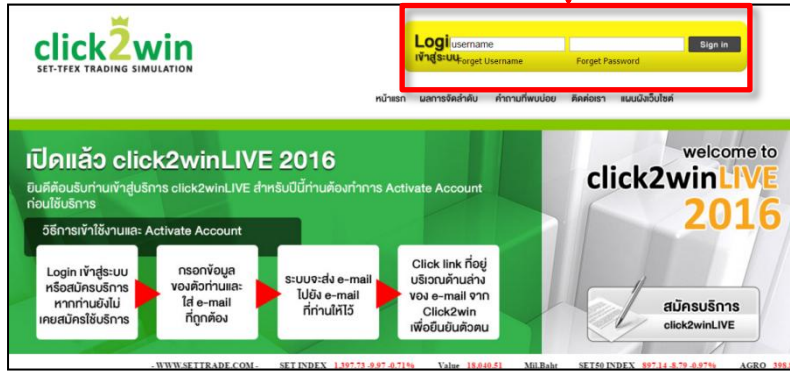 click2win
SET-TFEX TRADING SIMULATION
Logi username Sign in
เข้าสู่ระบบ Forget Username Forget Password
หน้าแรก ผลการจัดลำดับ คำถามที่พบบ่อย ติดต่อเรา แผนผังเว็บไซต์
เปิดแล้ว click2winLIVE 2016
ยินดีต้อนรับท่านเข้าสู่บริการ click2winLIVE สำหรับปีนี้ท่านต้องทำการ Activate Account
ก่อนใช้บริการ
วิธีการเข้าใช้งานและ Activate Account
Login เข้าสู่ระบบ
หรือสมัครบริการ
หากท่านยังไม่
เคยสมัครใช้บริการ
กรอกข้อมูล
ของตัวท่านและ
ใส่ e-mail
ที่ถูกต้อง
ระบบจะส่ง e-mail
ไปยัง e-mail
ที่ท่านให้ไว้
Click link ที่อยู่
บริเวณด้านล่าง
ของ e-mail จาก
Click2win
เพื่อยืนยันตัวตน
welcome to
click2winLIVE
2016
สมัครบริการ
click2winLIVE
- WWW.SETTRADE.COM - SET INDEX 1,397.73 -9.97 -0.71% Value 18,040.51 Mil.Baht SET50 INDEX 897.14 -8.79 -0.97% AGRO